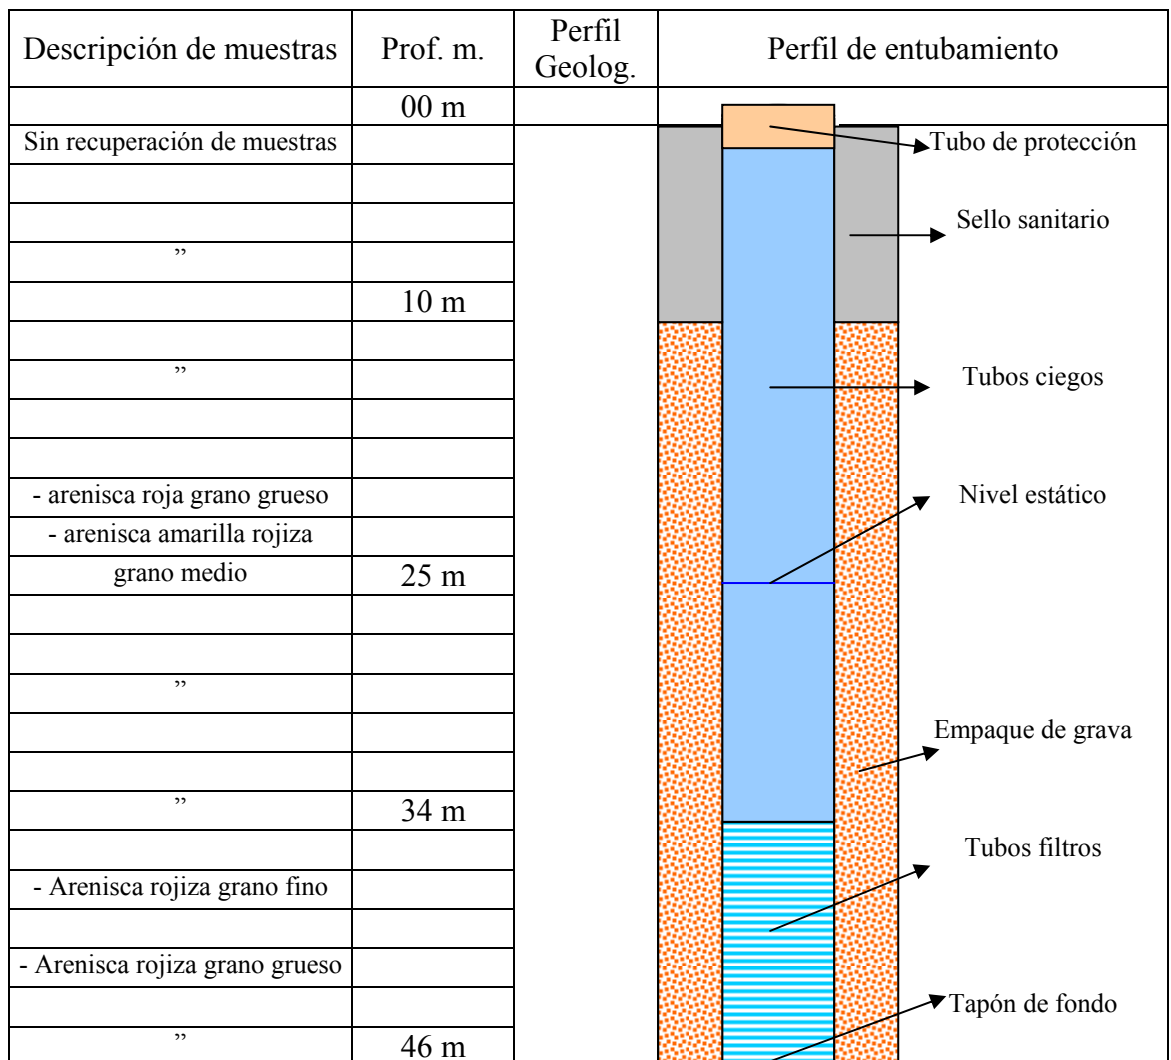 Descripción de muestras Prof. m. Perfil Geolog. Perfil de entubamiento
00 m
Sin recuperación de muestras
Tubo de protección
Sello sanitario
”
10 m
”
Tubos ciegos
- arenisca roja grano grueso
Nivel estático
- arenisca amarilla rojiza
grano medio 25 m
”
Empaque de grava
” 34 m
Tubos filtros
- Arenisca rojiza grano fino
- Arenisca rojiza grano grueso
Tapón de fondo
” 46 m